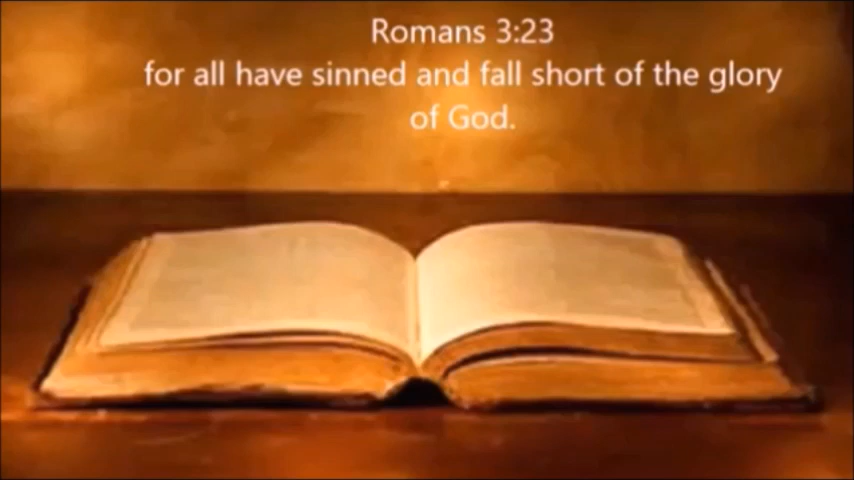 Romans 3:23
for all have sinned and fall short of the glory
of God.